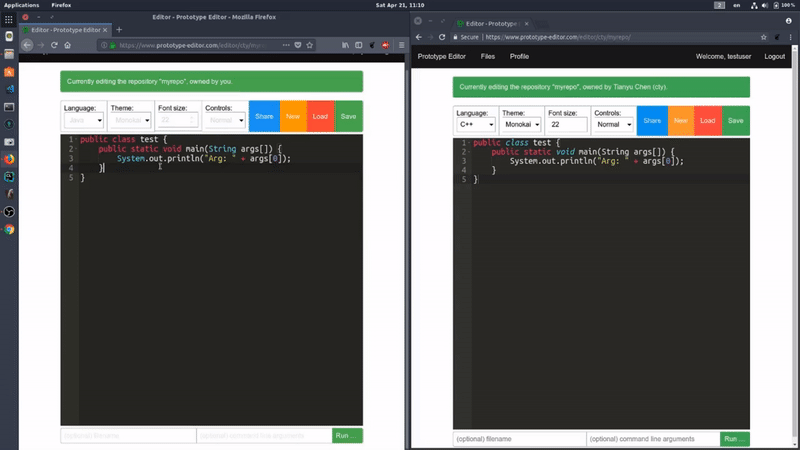 Applications Firefox Sat Apr 21, 11:10 2 en 100 %
Editor - Prototype Editor - Mozilla Firefox
Editor - Prototype Editor
https://www.prototype-editor.com/editor/cty/myre
Currently editing the repository "myrepo", owned by you.
Language: Theme: Font size: Controls:
Java Monokai 22 Normal
Share New Load Save
1 public class test {
2 public static void main(String args[]) {
3 System.out.println("Arg: " + args[0]);
4 }
5 }
(optional) filename (optional) command line arguments Run ...
Editor - Prototype
Secure https://www.prototype-editor.com/editor/cty/myrepo/
Prototype Editor Files Profile Welcome, testuser Logout
Currently editing the repository "myrepo", owned by Tianyu Chen (cty).
Language: Theme: Font size: Controls:
C++ Monokai 22 Normal
Share New Load Save
1 public class test {
2 public static void main(String args[]) {
3 System.out.println("Arg: " + args[0]);
4 }
5 }
(optional) filename (optional) command line arguments Run ...